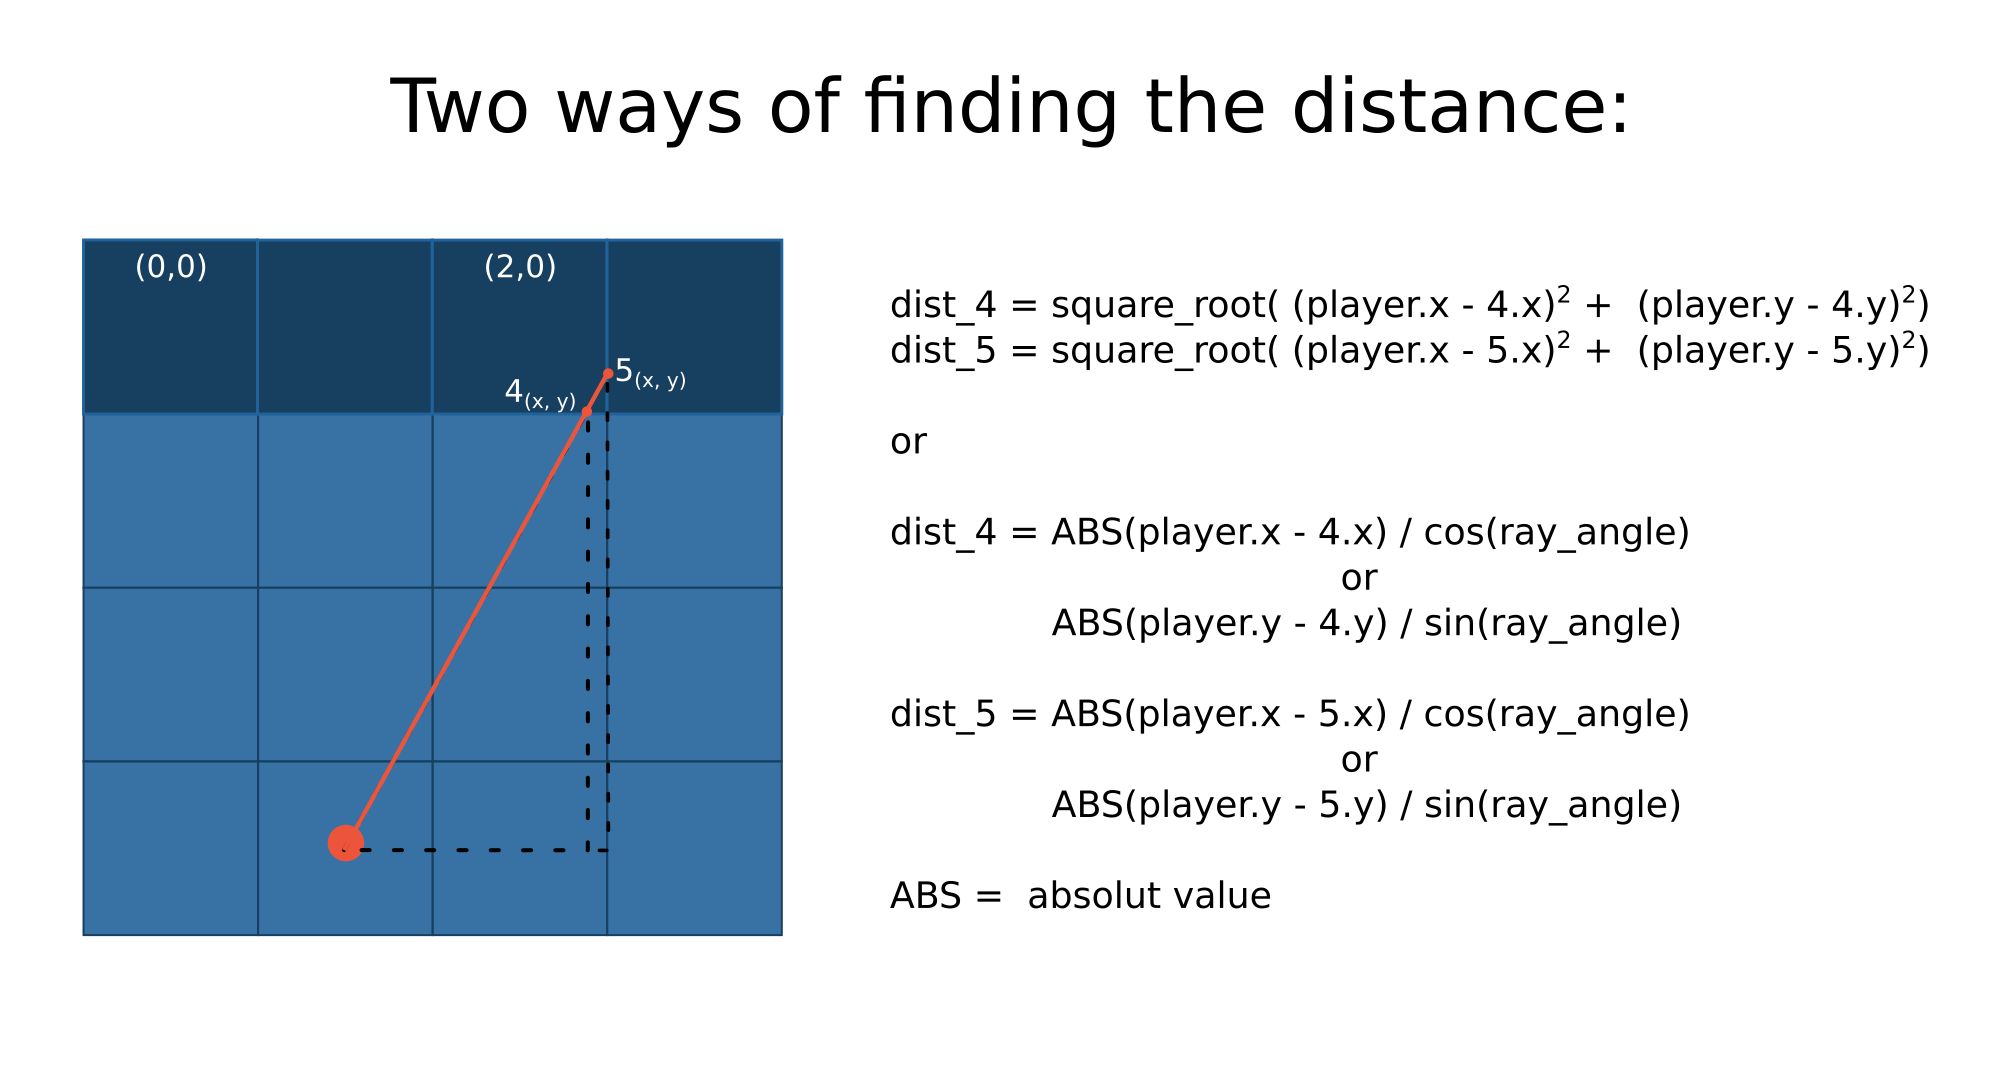 Two ways of finding the distance:
(0,0)
(2,0)
5(x, y)
4(x, y)
dist_4 = square_root( (player.x - 4.x)² +  (player.y - 4.y)²)
dist_5 = square_root( (player.x - 5.x)² +  (player.y - 5.y)²)
or
dist_4 = ABS(player.x - 4.x) / cos(ray_angle)
or
ABS(player.y - 4.y) / sin(ray_angle)
dist_5 = ABS(player.x - 5.x) / cos(ray_angle)
or
ABS(player.y - 5.y) / sin(ray_angle)
ABS =  absolut value